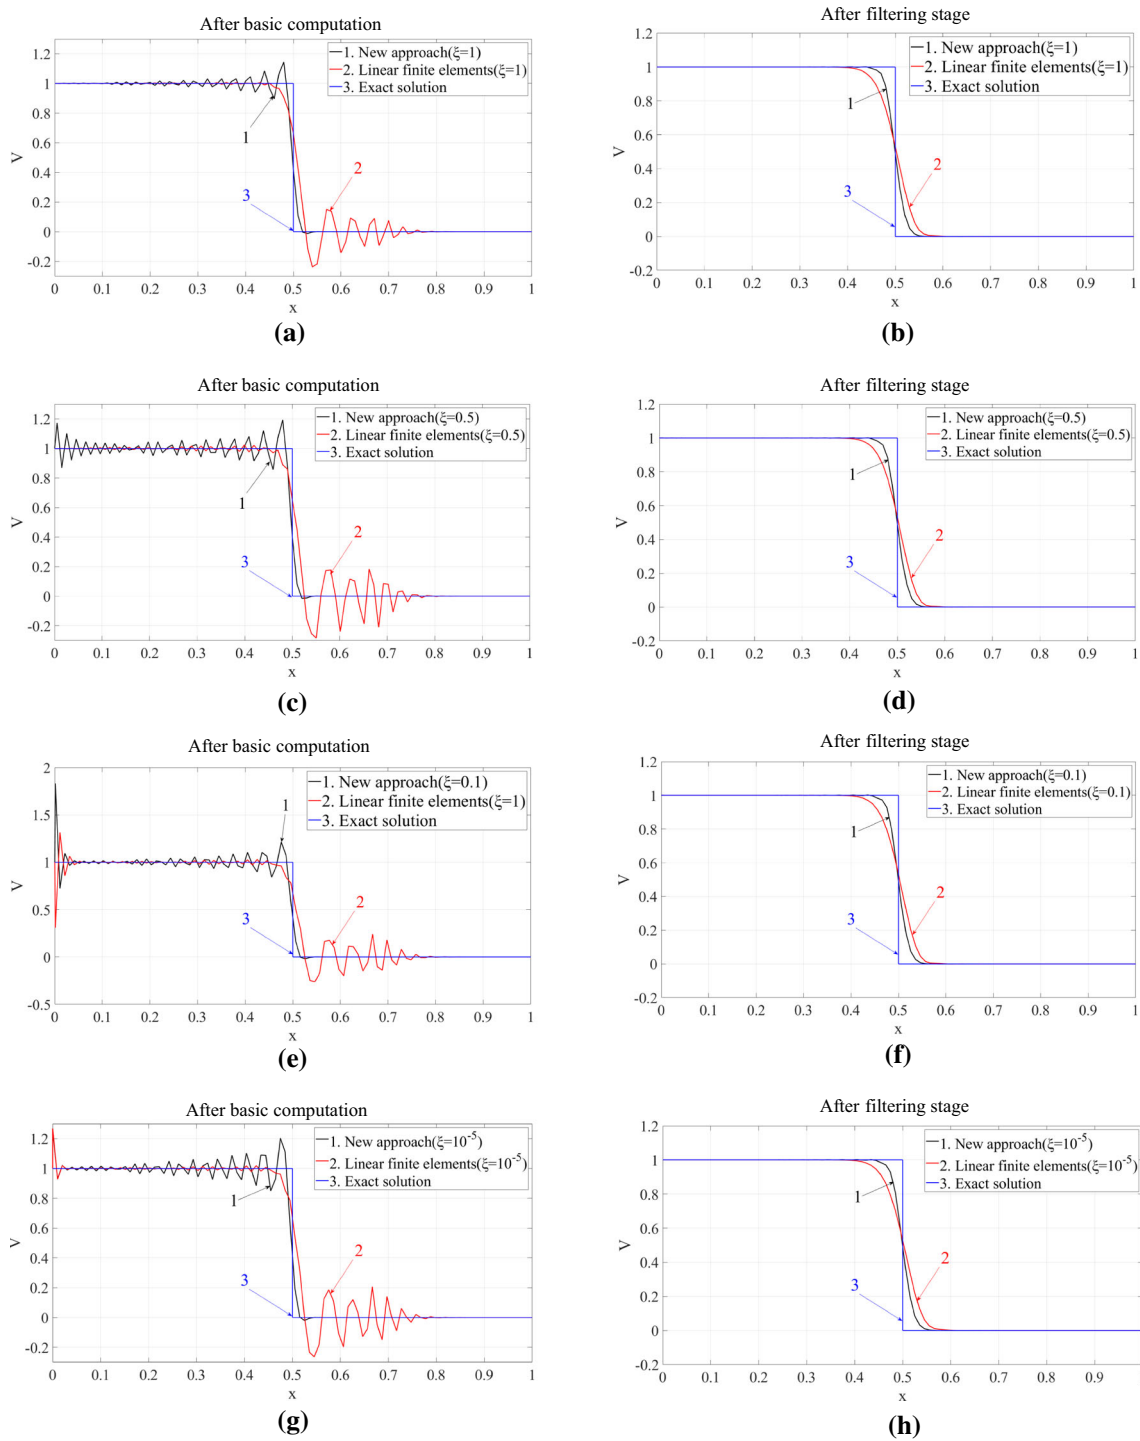 After basic computation
1. New approach(ξ=1)
2. Linear finite elements(ξ=1)
3. Exact solution
1.2
1
0.8
0.6
0.4
0.2
0
-0.2
V
1
2
3
0 0.1 0.2 0.3 0.4 0.5 0.6 0.7 0.8 0.9 1
x
(a)
After filtering stage
1. New approach(ξ=1)
2. Linear finite elements(ξ=1)
3. Exact solution
1.2
1
0.8
0.6
0.4
0.2
0
-0.2
V
1
2
3
0 0.1 0.2 0.3 0.4 0.5 0.6 0.7 0.8 0.9 1
x
(b)
After basic computation
1. New approach(ξ=0.5)
2. Linear finite elements(ξ=0.5)
3. Exact solution
1.2
1
0.8
0.6
0.4
0.2
0
-0.2
V
1
2
3
0 0.1 0.2 0.3 0.4 0.5 0.6 0.7 0.8 0.9 1
x
(c)
After filtering stage
1. New approach(ξ=0.5)
2. Linear finite elements(ξ=0.5)
3. Exact solution
1.2
1
0.8
0.6
0.4
0.2
0
-0.2
V
1
2
3
0 0.1 0.2 0.3 0.4 0.5 0.6 0.7 0.8 0.9 1
x
(d)
After basic computation
1. New approach(ξ=0.1)
2. Linear finite elements(ξ=1)
3. Exact solution
2
1.5
1
0.5
0
-0.5
V
1
2
3
0 0.1 0.2 0.3 0.4 0.5 0.6 0.7 0.8 0.9 1
x
(e)
After filtering stage
1. New approach(ξ=0.1)
2. Linear finite elements(ξ=0.1)
3. Exact solution
1.2
1
0.8
0.6
0.4
0.2
0
-0.2
V
1
2
3
0 0.1 0.2 0.3 0.4 0.5 0.6 0.7 0.8 0.9 1
x
(f)
After basic computation
1. New approach(ξ=10⁻⁵)
2. Linear finite elements(ξ=10⁻⁵)
3. Exact solution
1.2
1
0.8
0.6
0.4
0.2
0
-0.2
V
1
2
3
0 0.1 0.2 0.3 0.4 0.5 0.6 0.7 0.8 0.9 1
x
(g)
After filtering stage
1. New approach(ξ=10⁻⁵)
2. Linear finite elements(ξ=10⁻⁵)
3. Exact solution
1.2
1
0.8
0.6
0.4
0.2
0
-0.2
V
1
2
3
0 0.1 0.2 0.3 0.4 0.5 0.6 0.7 0.8 0.9 1
x
(h)